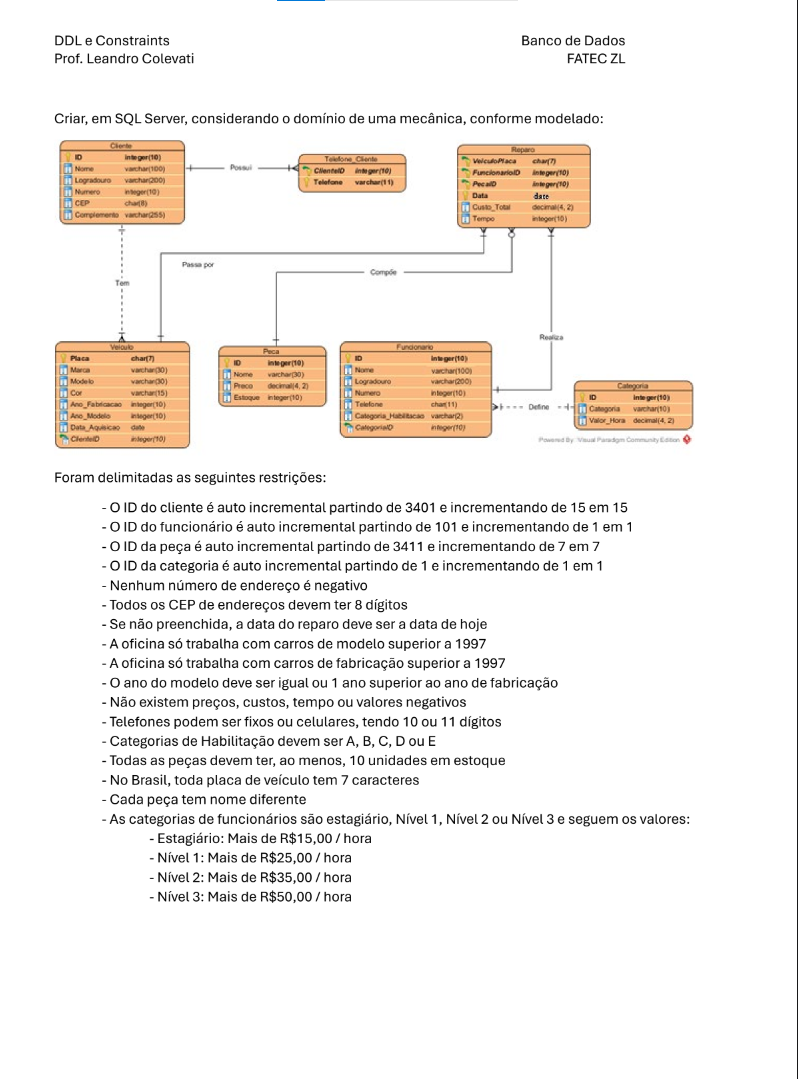 DDL e Constraints
Banco de Dados
Prof. Leandro Colevati
FATEC ZL
Criar, em SQL Server, considerando o domínio de uma mecânica, conforme modelado:
Cliente
ID integer(10)
Nome varchar(100)
Logradouro varchar(200)
Numero integer(10)
CEP char(8)
Complemento varchar(255)
Possui
Telefone_Cliente
ClienteID integer(10)
Telefone varchar(11)
Reparo
VeiculoPlaca char(7)
FuncionarioID integer(10)
PecaID integer(10)
Data date
Custo_Total decimal(4, 2)
Tempo integer(10)
Passa por
Compõe
Tem
Realiza
Veiculo
Placa char(7)
Marca varchar(30)
Modelo varchar(30)
Cor varchar(15)
Ano_Fabricacao integer(10)
Ano_Modelo integer(10)
Data_Aquisicao date
ClienteID integer(10)
Peca
ID integer(10)
Nome varchar(30)
Preco decimal(4, 2)
Estoque integer(10)
Funcionario
ID integer(10)
Nome varchar(100)
Logradouro varchar(200)
Numero integer(10)
Telefone char(11)
Categoria_Habilitacao varchar(2)
CategoriaID integer(10)
Define
Categoria
ID integer(10)
Categoria varchar(10)
Valor_Hora decimal(4, 2)
Powered By Visual Paradigm Community Edition
Foram delimitadas as seguintes restrições:
- O ID do cliente é auto incremental partindo de 3401 e incrementando de 15 em 15
- O ID do funcionário é auto incremental partindo de 101 e incrementando de 1 em 1
- O ID da peça é auto incremental partindo de 3411 e incrementando de 7 em 7
- O ID da categoria é auto incremental partindo de 1 e incrementando de 1 em 1
- Nenhum número de endereço é negativo
- Todos os CEP de endereços devem ter 8 dígitos
- Se não preenchida, a data do reparo deve ser a data de hoje
- A oficina só trabalha com carros de modelo superior a 1997
- A oficina só trabalha com carros de fabricação superior a 1997
- O ano do modelo deve ser igual ou 1 ano superior ao ano de fabricação
- Não existem preços, custos, tempo ou valores negativos
- Telefones podem ser fixos ou celulares, tendo 10 ou 11 dígitos
- Categorias de Habilitação devem ser A, B, C, D ou E
- Todas as peças devem ter, ao menos, 10 unidades em estoque
- No Brasil, toda placa de veículo tem 7 caracteres
- Cada peça tem nome diferente
- As categorias de funcionários são estagiário, Nível 1, Nível 2 ou Nível 3 e seguem os valores:
- Estagiário: Mais de R$15,00 / hora
- Nível 1: Mais de R$25,00 / hora
- Nível 2: Mais de R$35,00 / hora
- Nível 3: Mais de R$50,00 / hora